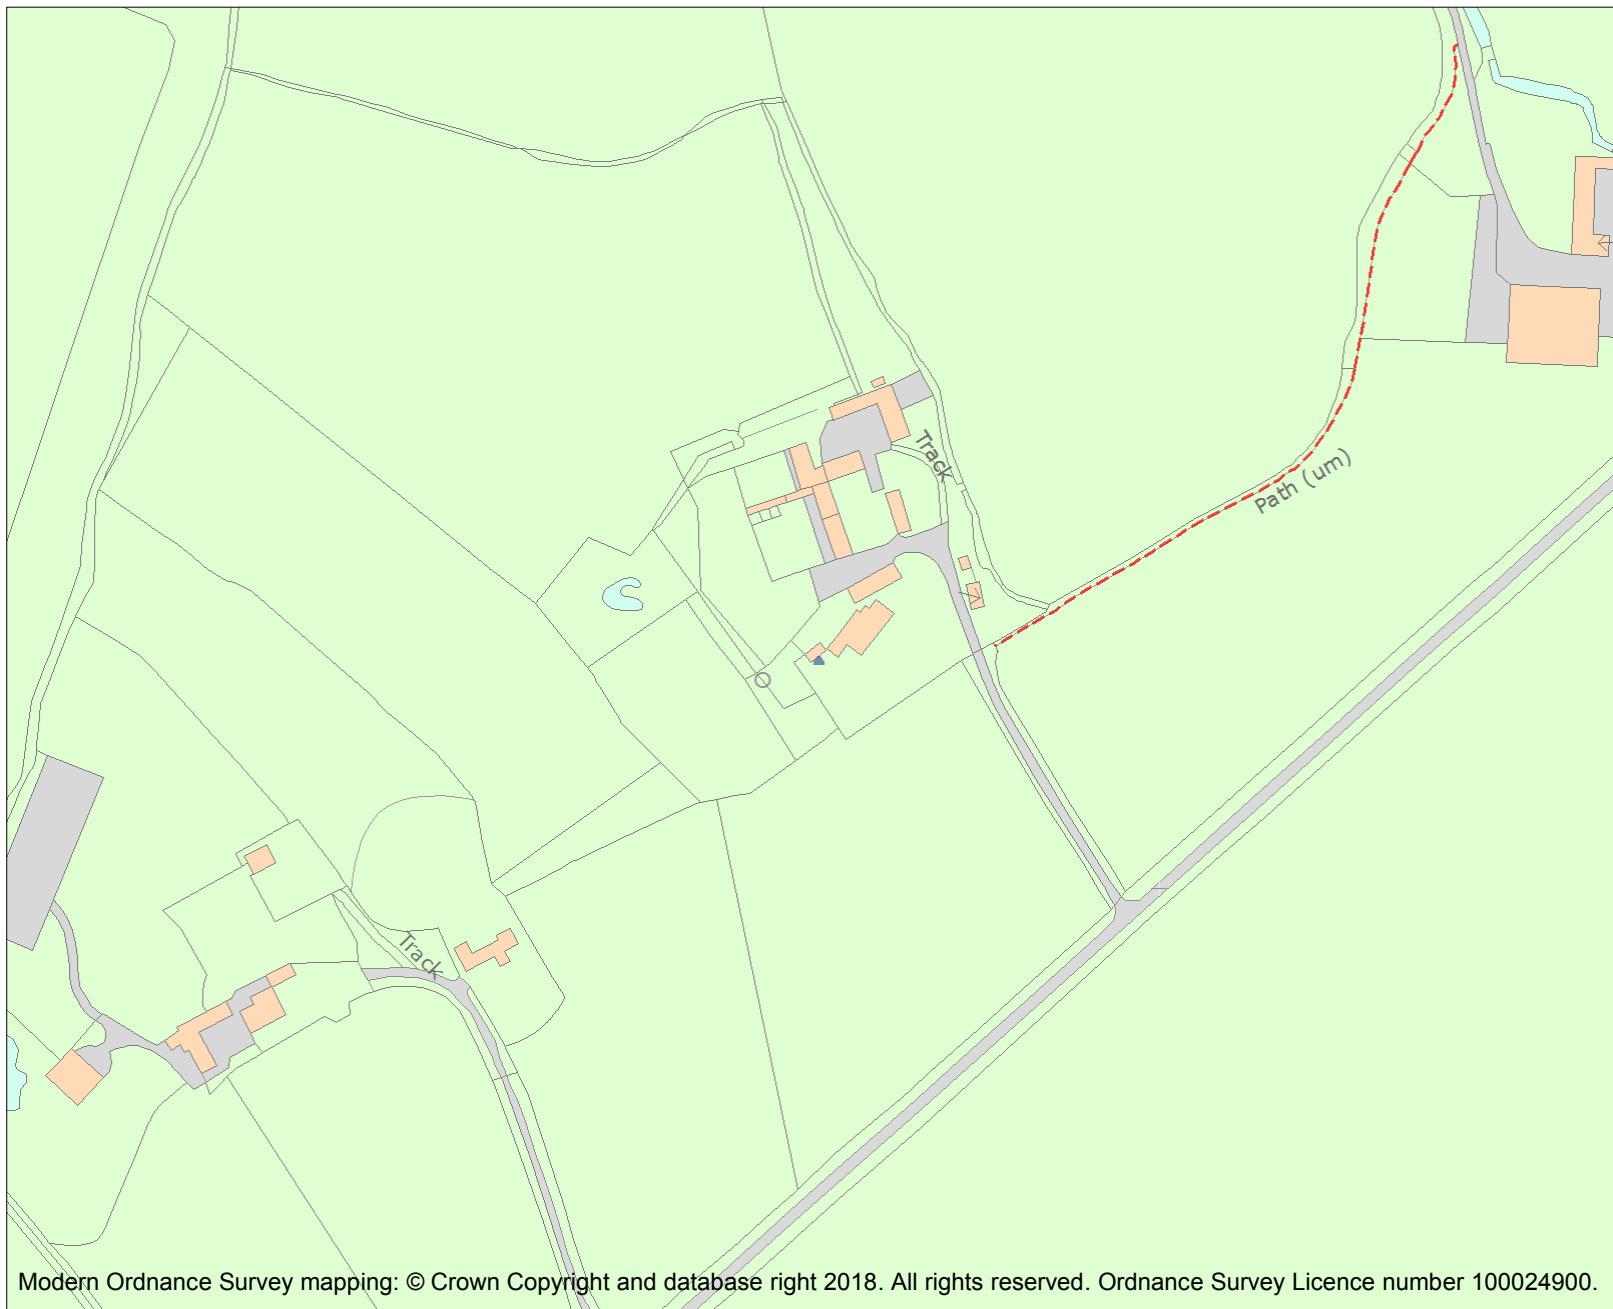 Track
Path (um)
Track
Modern Ordnance Survey mapping: © Crown Copyright and database right 2018. All rights reserved. Ordnance Survey Licence number 100024900.